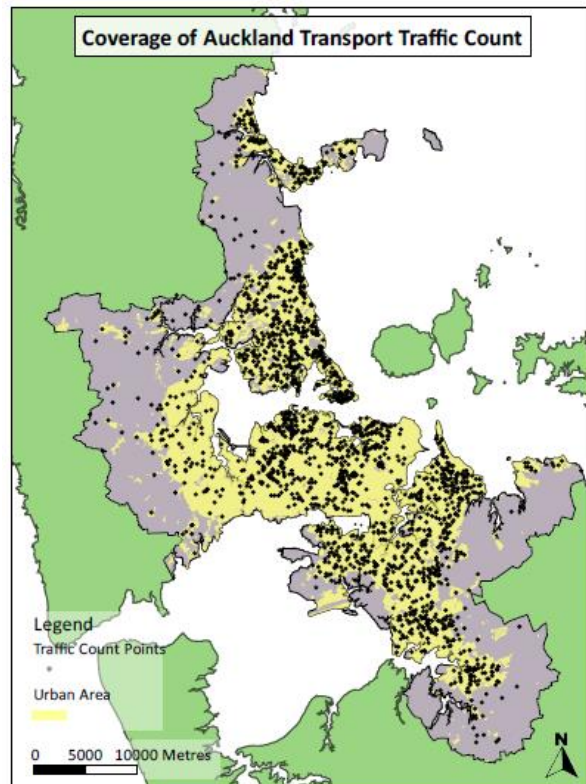 Coverage of Auckland Transport Traffic Count
Legend
Traffic Count Points
Urban Area
0 5000 10000 Metres
N